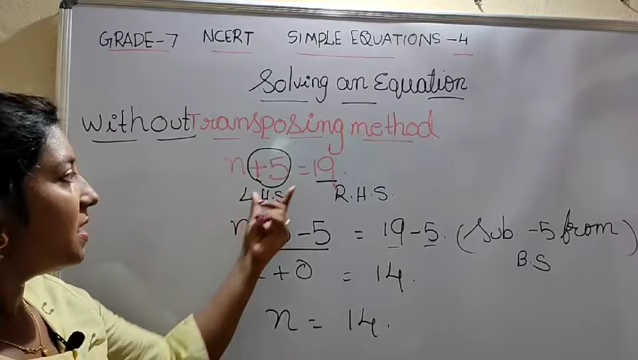 GRADE-7 NCERT SIMPLE EQUATIONS -4
Solving an Equation
without Transposing method
n +5 = 19.
L.H.S R.H.S.
n -5 = 19 -5 (Sub. -5 from
B.S
+ 0 = 14.
n = 14.